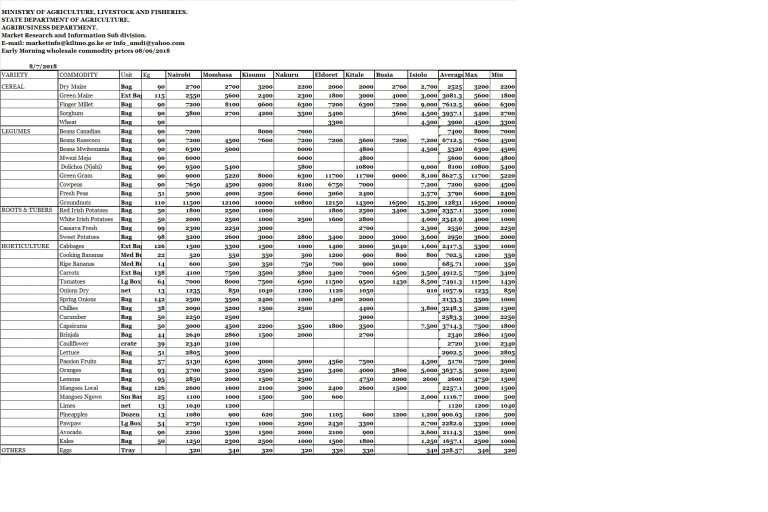 MINISTRY OF AGRICULTURE, LIVESTOCK AND FISHERIES.
STATE DEPARTMENT OF AGRICULTURE.
AGRIBUSINESS DEPARTMENT.
Market Research and Information Sub division.
E-mail: marketinfo@kilimo.go.ke or info_amdi@yahoo.com
Early Morning wholesale commodity prices 08/06/2018
8/7/2018
VARIETY COMMODITY Unit Kg Nairobi Mombasa Kisumu Nakuru Eldoret Kitale Busia Isiolo Average Max Min
CEREAL Dry Maize Bag 90 2700 2700 3200 2200 2000 2000 2700 2,700 2525 3200 2200
Green Maize Ext Bag 115 2550 5600 2400 2300 1800 3000 4000 3,000 3081.3 5600 1800
Finger Millet Bag 90 7200 8100 9600 6300 7200 6300 7200 9,000 7612.5 9600 6300
Sorghum Bag 90 3800 2700 4200 3500 5400 3600 4,500 3957.1 5400 2700
Wheat Bag 90 3300 4,500 3900 4500 3300
LEGUMES Beans Canadian Bag 90 7200 8000 7000 7400 8000 7000
Beans Rosecoco Bag 90 7200 4500 7600 7200 7200 5600 7200 7,200 6712.5 7600 4500
Beans Mwitemania Bag 90 6300 5000 6000 4800 4,500 5320 6300 4500
Mwezi Moja Bag 90 6000 4800 5600 6000 4800
Dolichos (Njahi) Bag 90 9500 5400 5800 10800 9,000 8100 10800 5400
Green Gram Bag 90 9000 5220 8000 6300 11700 11700 9000 8,100 8627.5 11700 5220
Cowpeas Bag 90 7650 4500 9200 8100 6750 7000 7,200 7200 9200 4500
Fresh Peas Bag 51 5000 4000 2500 6000 3060 2400 3,570 3790 6000 2400
Groundnuts Bag 110 11500 12100 10000 10800 12150 14300 16500 15,300 12831 16500 10000
ROOTS & TUBERS Red Irish Potatoes Bag 50 1800 2500 1000 1800 2500 3400 3,500 2357.1 3500 1000
White Irish Potatoes Bag 50 2000 2500 1000 2500 1600 2800 4,000 2342.9 4000 1000
Cassava Fresh Bag 99 2300 2250 3000 2700 2,500 2550 3000 2250
Sweet Potatoes Bag 98 3200 2600 3000 2800 3400 2000 3000 3,600 2950 3600 2000
HORTICULTURE Cabbages Ext Bag 126 1500 5300 1500 1000 1400 2000 5040 1,600 2417.5 5300 1000
Cooking Bananas Med Bu 22 520 550 350 500 1200 900 800 800 702.5 1200 350
Ripe Bananas Med Bu 14 600 500 350 750 700 900 1000 685.71 1000 350
Carrots Ext Bag 138 4100 7500 3500 3800 3400 7000 6500 3,500 4912.5 7500 3400
Tomatoes Lg Box 64 7000 8000 7500 6500 11500 9500 1430 8,500 7491.3 11500 1430
Onions Dry net 13 1235 850 1040 1200 1120 1050 910 1057.9 1235 850
Spring Onions Bag 142 2500 3500 2400 1000 1400 2000 2133.3 3500 1000
Chillies Bag 38 2090 5200 1500 2500 4400 3,800 3248.3 5200 1500
Cucumber Bag 50 2250 2500 3000 2583.3 3000 2250
Capsicums Bag 50 3000 4500 2200 3500 1800 3500 7,500 3714.3 7500 1800
Brinjals Bag 44 2640 2860 1500 2000 2700 2340 2860 1500
Cauliflower crate 39 2340 3100 2720 3100 2340
Lettuce Bag 51 2805 3000 2902.5 3000 2805
Passion Fruits Bag 57 5130 6500 3000 5000 4560 7500 4,500 5170 7500 3000
Oranges Bag 93 3700 3200 2500 3500 3400 4000 3800 5,000 3637.5 5000 2500
Lemons Bag 95 2850 2000 1500 2500 4750 2000 2600 2600 4750 1500
Mangoes Local Bag 126 2600 1600 2100 3000 2400 2600 1500 2257.1 3000 1500
Mangoes Ngowe Sm Bas 25 1100 1000 1500 500 600 2,000 1116.7 2000 500
Limes net 13 1040 1200 1120 1200 1040
Pineapples Dozen 13 1080 900 620 500 1105 600 1200 1,200 900.63 1200 500
Pawpaw Lg Box 54 2750 1300 1000 2500 2430 3300 2,700 2282.9 3300 1000
Avocado Bag 90 2200 3500 1500 2000 2100 900 2,600 2114.3 3500 900
Kales Bag 50 1250 2300 2500 1000 1500 1800 1,250 1657.1 2500 1000
OTHERS Eggs Tray 320 340 320 320 330 330 340 328.57 340 320